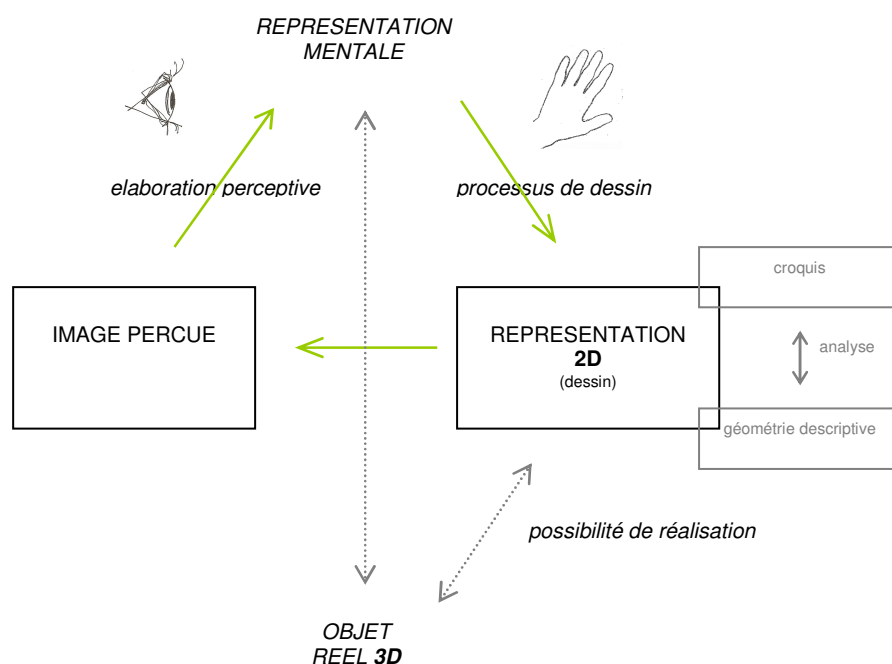 REPRESENTATION
MENTALE
elaboration perceptive
processus de dessin
croquis
IMAGE PERCUE
REPRESENTATION
2D
(dessin)
analyse
géométrie descriptive
possibilité de réalisation
OBJET
REEL 3D